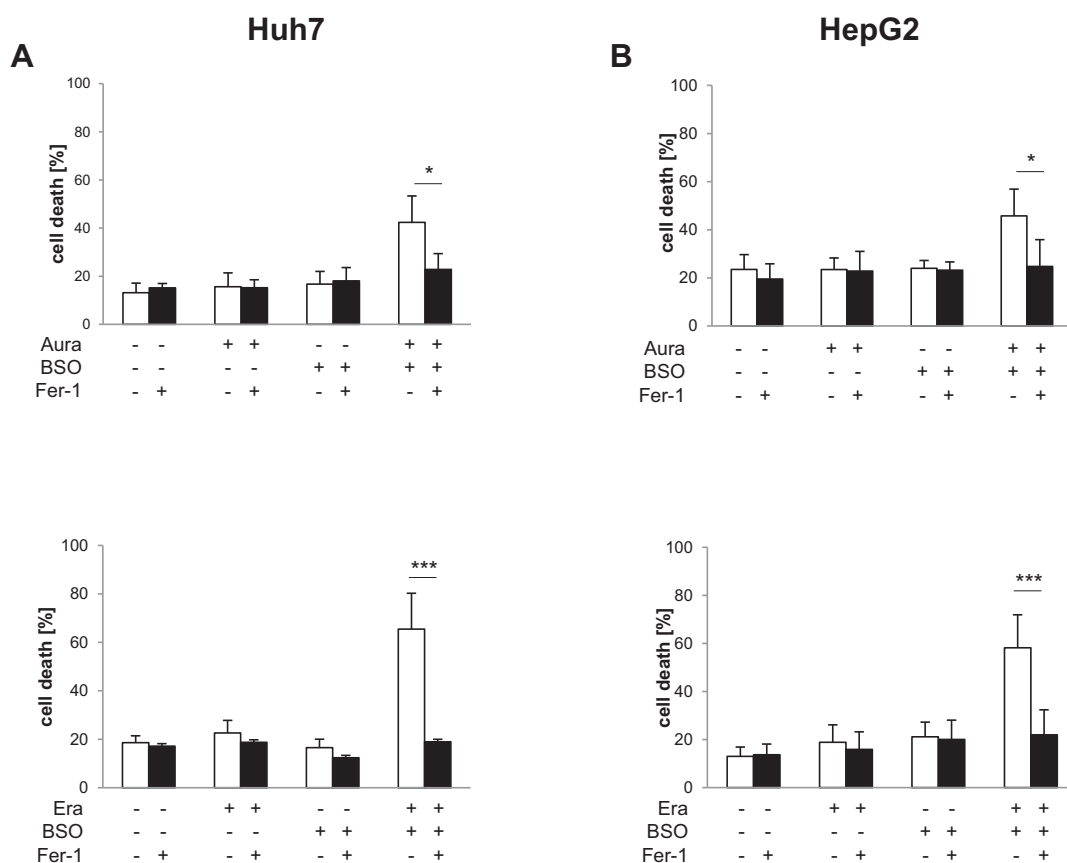 Huh7
HepG2
A
B
100
80
60
40
20
0
cell death [%]
*
Aura - - + + - - + +
BSO - - - - + + + +
Fer-1 - + - + - + - +
100
80
60
40
20
0
cell death [%]
*
Aura - - + + - - + +
BSO - - - - + + + +
Fer-1 - + - + - + - +
100
80
60
40
20
0
cell death [%]
***
Era - - + + - - + +
BSO - - - - + + + +
Fer-1 - + - + - + - +
100
80
60
40
20
0
cell death [%]
***
Era - - + + - - + +
BSO - - - - + + + +
Fer-1 - + - + - + - +